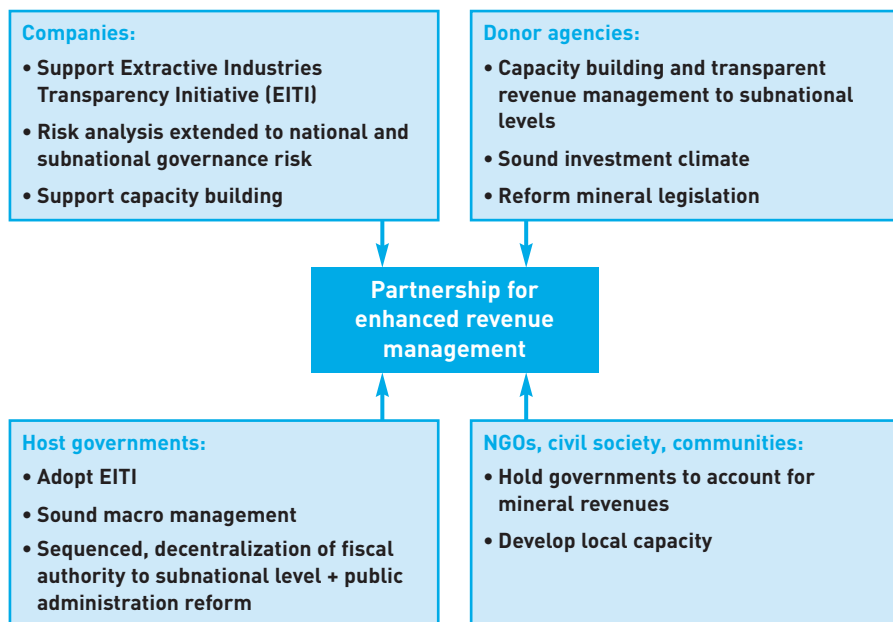 Companies:
• Support Extractive Industries
Transparency Initiative (EITI)
• Risk analysis extended to national and
subnational governance risk
• Support capacity building
Donor agencies:
• Capacity building and transparent
revenue management to subnational
levels
• Sound investment climate
• Reform mineral legislation
Partnership for
enhanced revenue
management
Host governments:
• Adopt EITI
• Sound macro management
• Sequenced, decentralization of fiscal
authority to subnational level + public
administration reform
NGOs, civil society, communities:
• Hold governments to account for
mineral revenues
• Develop local capacity